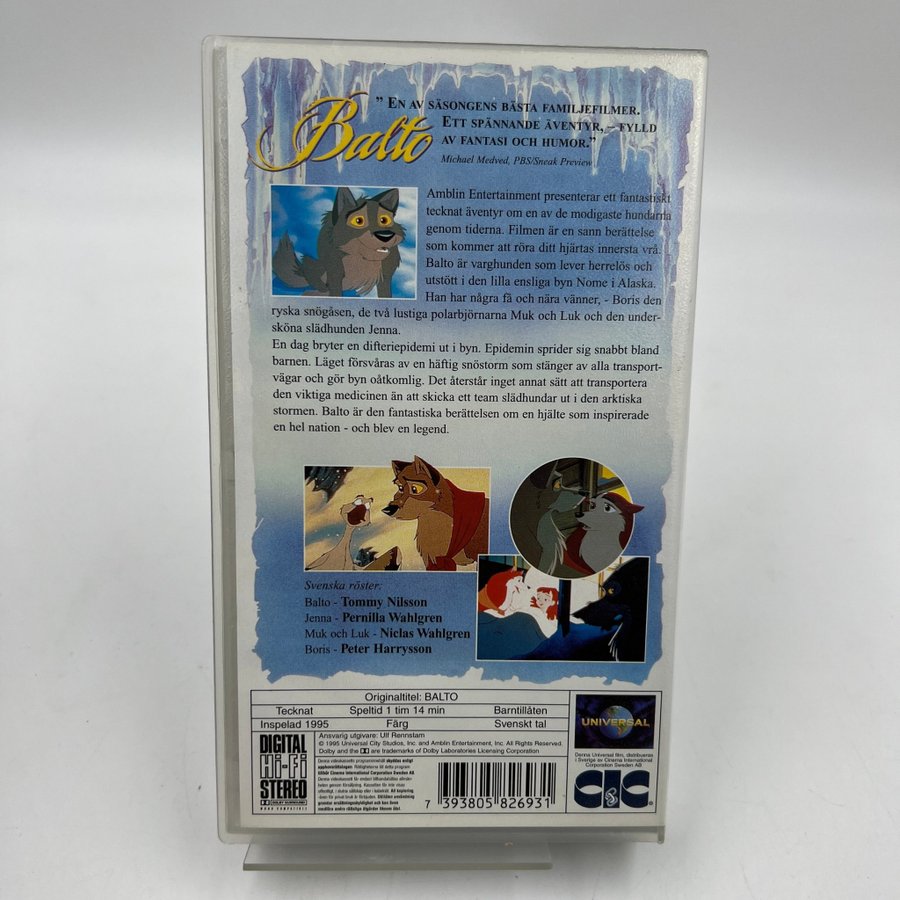 ” EN AV SÄSONGENS BÄSTA FAMILJEFILMER.
Balto
ETT SPÄNNANDE ÄVENTYR, – FYLLD
AV FANTASI OCH HUMOR.”
Michael Medved, PBS/Sneak Preview
Amblin Entertainment presenterar ett fantastiskt
tecknat äventyr om en av de modigaste hundarna
genom tiderna. Filmen är en sann berättelse
som kommer att röra ditt hjärtas innersta vrå.
Balto är varghunden som lever herrelös och
utstött i den lilla ensliga byn Nome i Alaska.
Han har några få och nära vänner, - Boris den
ryska snögåsen, de två lustiga polarbjörnarna Muk och Luk och den under-
sköna slädhunden Jenna.
En dag bryter en difteriepidemi ut i byn. Epidemin sprider sig snabbt bland
barnen. Läget försvåras av en häftig snöstorm som stänger av alla transport-
vägar och gör byn oåtkomlig. Det återstår inget annat sätt att transportera
den viktiga medicinen än att skicka ett team slädhundar ut i den arktiska
stormen. Balto är den fantastiska berättelsen om en hjälte som inspirerade
en hel nation - och blev en legend.
Svenska röster:
Balto - Tommy Nilsson
Jenna - Pernilla Wahlgren
Muk och Luk - Niclas Wahlgren
Boris - Peter Harrysson
Originaltitel: BALTO
Tecknat Speltid 1 tim 14 min Barntillåten
Inspelad 1995 Färg Svenskt tal
UNIVERSAL
Ansvarig utgivare: Ulf Rennstam
© 1995 Universal City Studios, Inc. and Amblin Entertainment, Inc. All Rights Reserved.
Dolby and the are trademarks of Dolby Laboratories Licensing Corporation
DIGITAL
Hi-Fi
STEREO
DOLBY SURROUND
Denna Universal film, distribueras
i Sverige av Cinema International
Corporation Sweden AB
CIC
7 393805 826931